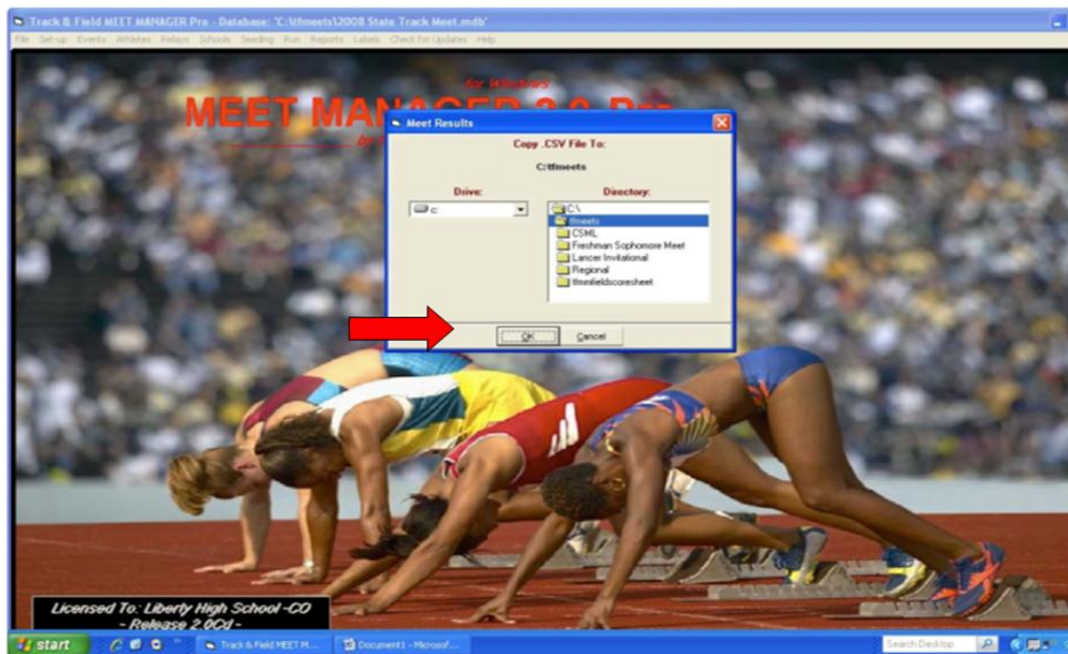 Track & Field MEET MANAGER Pro - Database: 'C:\tfmeets\2008 State Track Meet.mdb'
File Set-up Events Athletes Relays Schools Seeding Run Reports Labels Check for Updates Help
for Windows
MEET MANAGER 2.0 Pro
Meet Results
Copy .CSV File To:
C:\tfmeets
Drive:
Directory:
c:
C:\
tfmeets
CSML
Freshman Sophomore Meet
Lancer Invitational
Regional
tfmmfieldscoresheet
OK
Cancel
Licensed To: Liberty High School -CO
- Release 2.0Cd -
start
Track & Field MEET M...
Document1 - Microsof...
Search Desktop